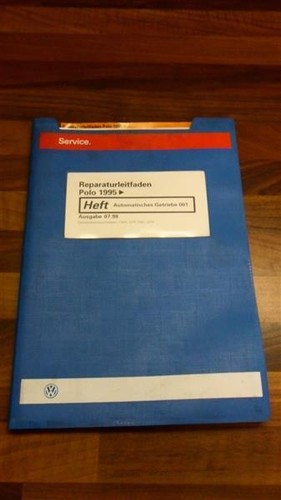 Service.
Reparaturleitfaden
Polo 1995 ►
Heft Automatisches Getriebe 001
Ausgabe 07.98